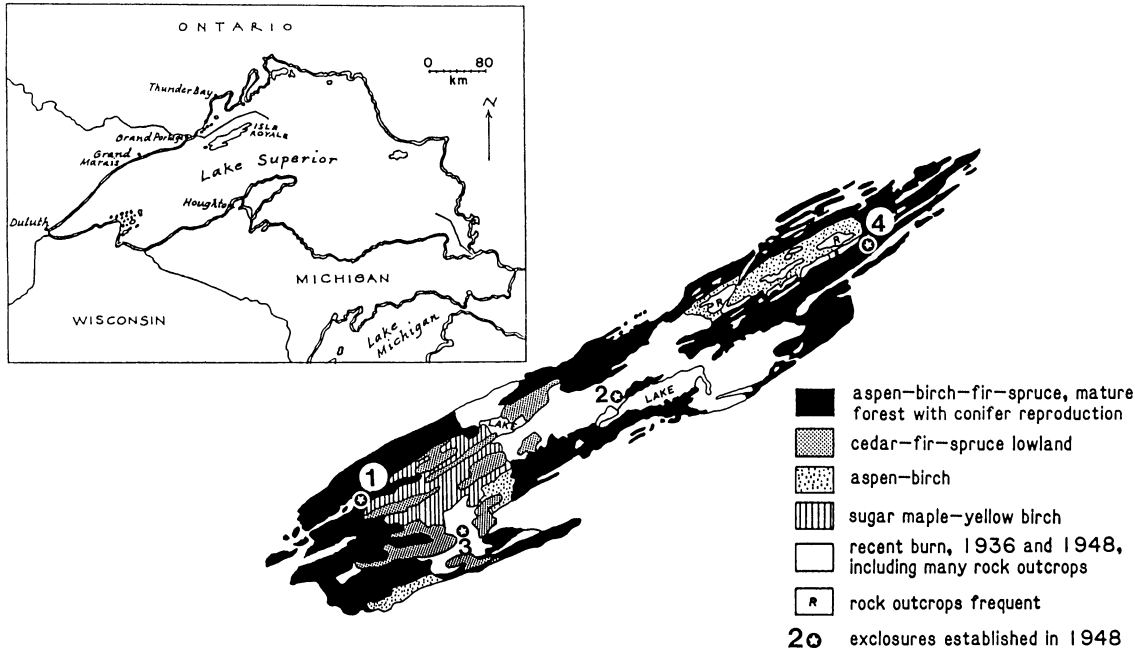 ONTARIO
0 80
km
N
Thunder Bay
Grand Portage
ISLE
ROYALE
Grand
Marais
Lake Superior
Houghton
Duluth
MICHIGAN
WISCONSIN
Lake
Michigan
4
R
R
2
LAKE
LAKE
1
3
aspen-birch-fir-spruce, mature
forest with conifer reproduction
cedar-fir-spruce lowland
aspen-birch
sugar maple-yellow birch
recent burn, 1936 and 1948,
including many rock outcrops
R rock outcrops frequent
2 exclosures established in 1948